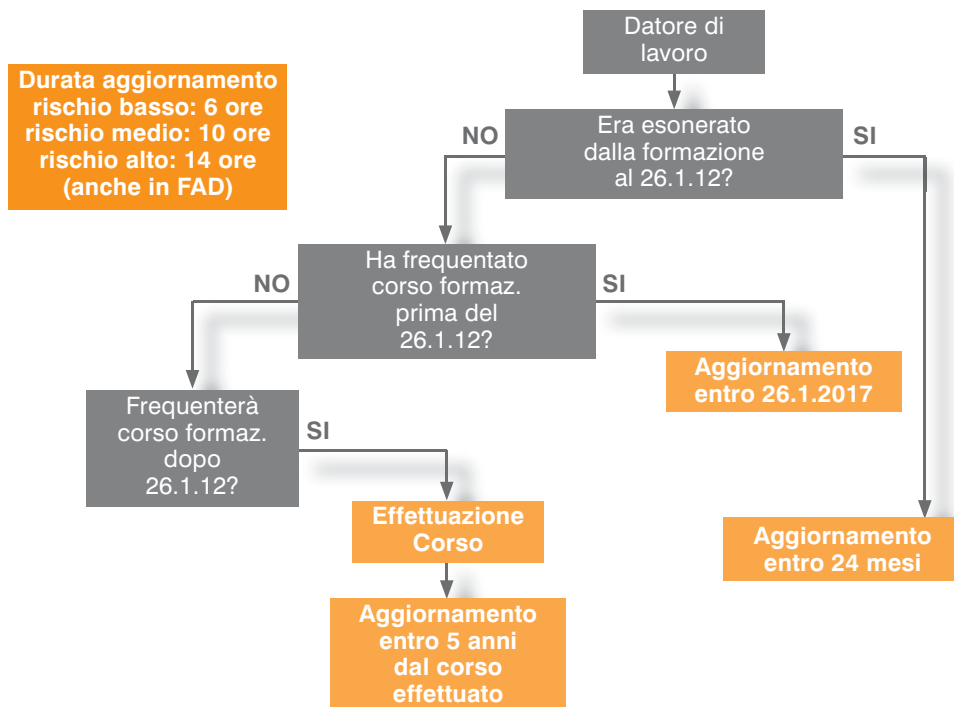 Datore di
lavoro
Durata aggiornamento
rischio basso: 6 ore
rischio medio: 10 ore
rischio alto: 14 ore
(anche in FAD)
NO
Era esonerato
dalla formazione
al 26.1.12?
SI
NO
Ha frequentato
corso formaz.
prima del
26.1.12?
SI
Aggiornamento
entro 26.1.2017
Frequenterà
corso formaz.
dopo
26.1.12?
SI
Effettuazione
Corso
Aggiornamento
entro 24 mesi
Aggiornamento
entro 5 anni
dal corso
effettuato